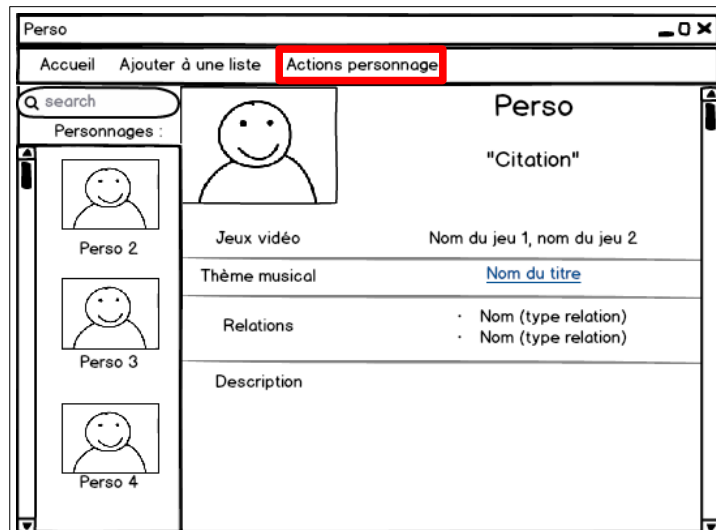 Perso
Accueil Ajouter à une liste Actions personnage
search
Personnages :
Perso 2
Perso 3
Perso 4
Perso
"Citation"
Jeux vidéo Nom du jeu 1, nom du jeu 2
Thème musical Nom du titre
Relations
· Nom (type relation)
· Nom (type relation)
Description